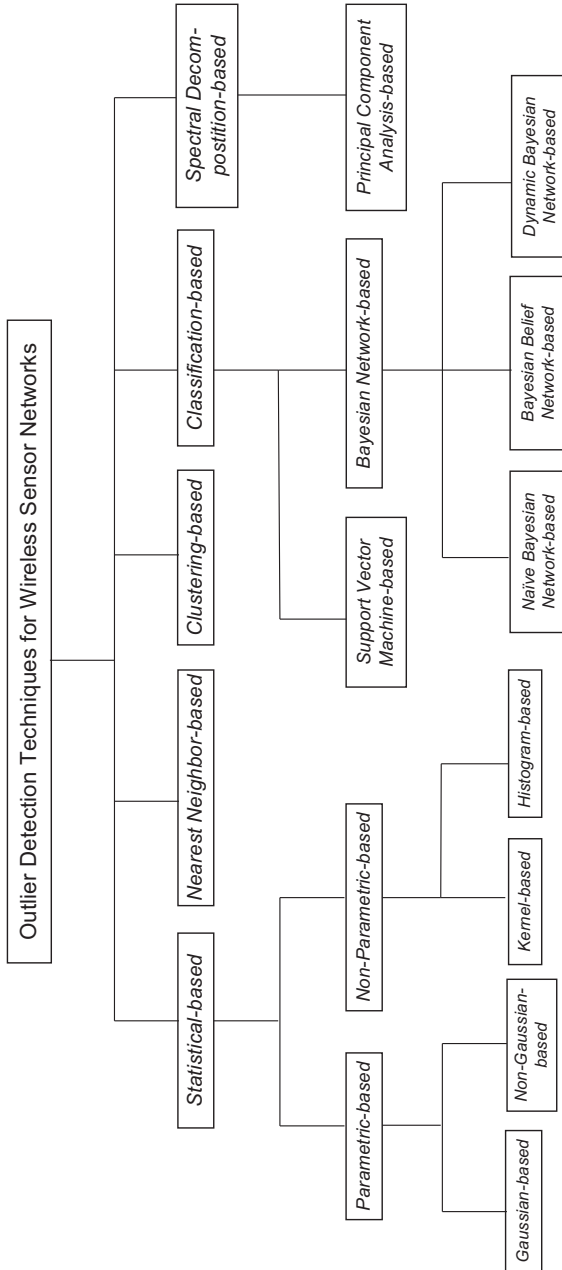 Outlier Detection Techniques for Wireless Sensor Networks
Statistical-based
Nearest Neighbor-based
Clustering-based
Classification-based
Spectral Decom-
postition-based
Parametric-based
Non-Parametric-based
Support Vector
Machine-based
Bayesian Network-based
Principal Component
Analysis-based
Gaussian-based
Non-Gaussian-
based
Kernel-based
Histogram-based
Naïve Bayesian
Network-based
Bayesian Belief
Network-based
Dynamic Bayesian
Network-based